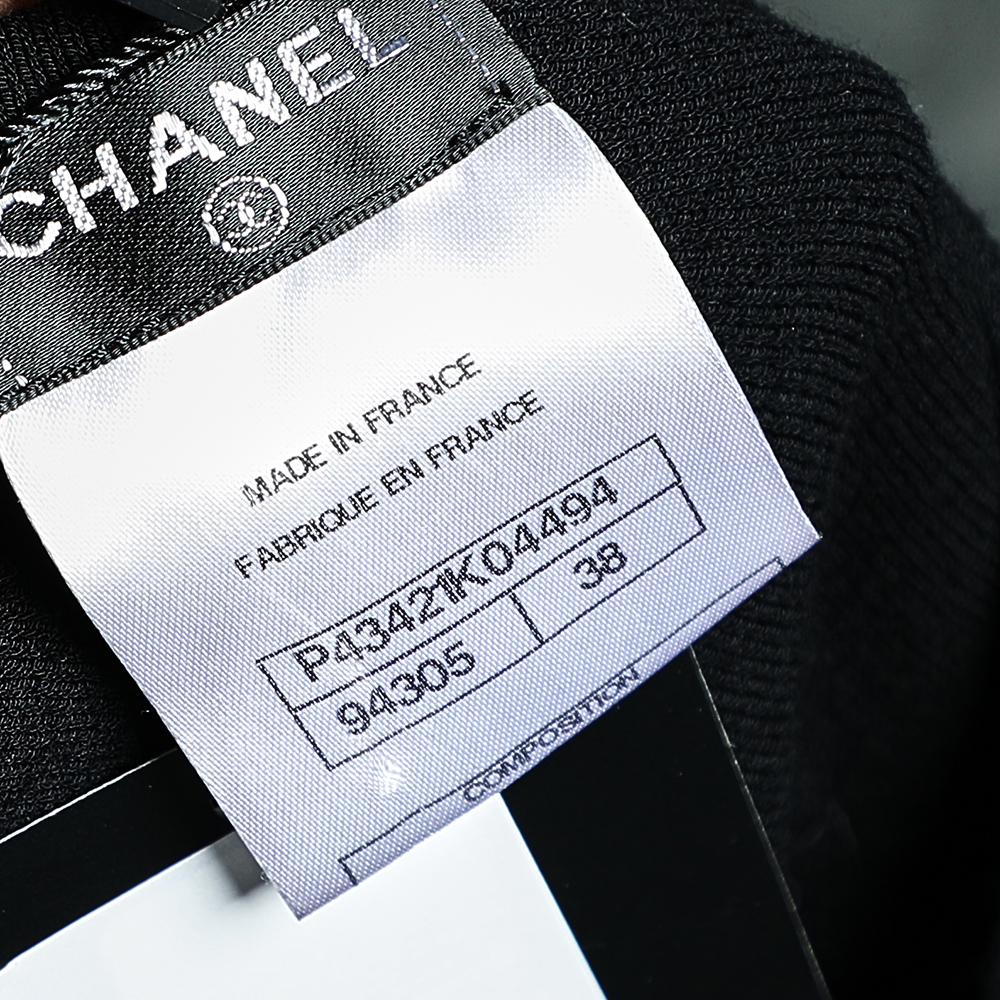 CHANEL
MADE IN FRANCE
FABRIQUE EN FRANCE
P43421K04494
94305 38
COMPOSITION